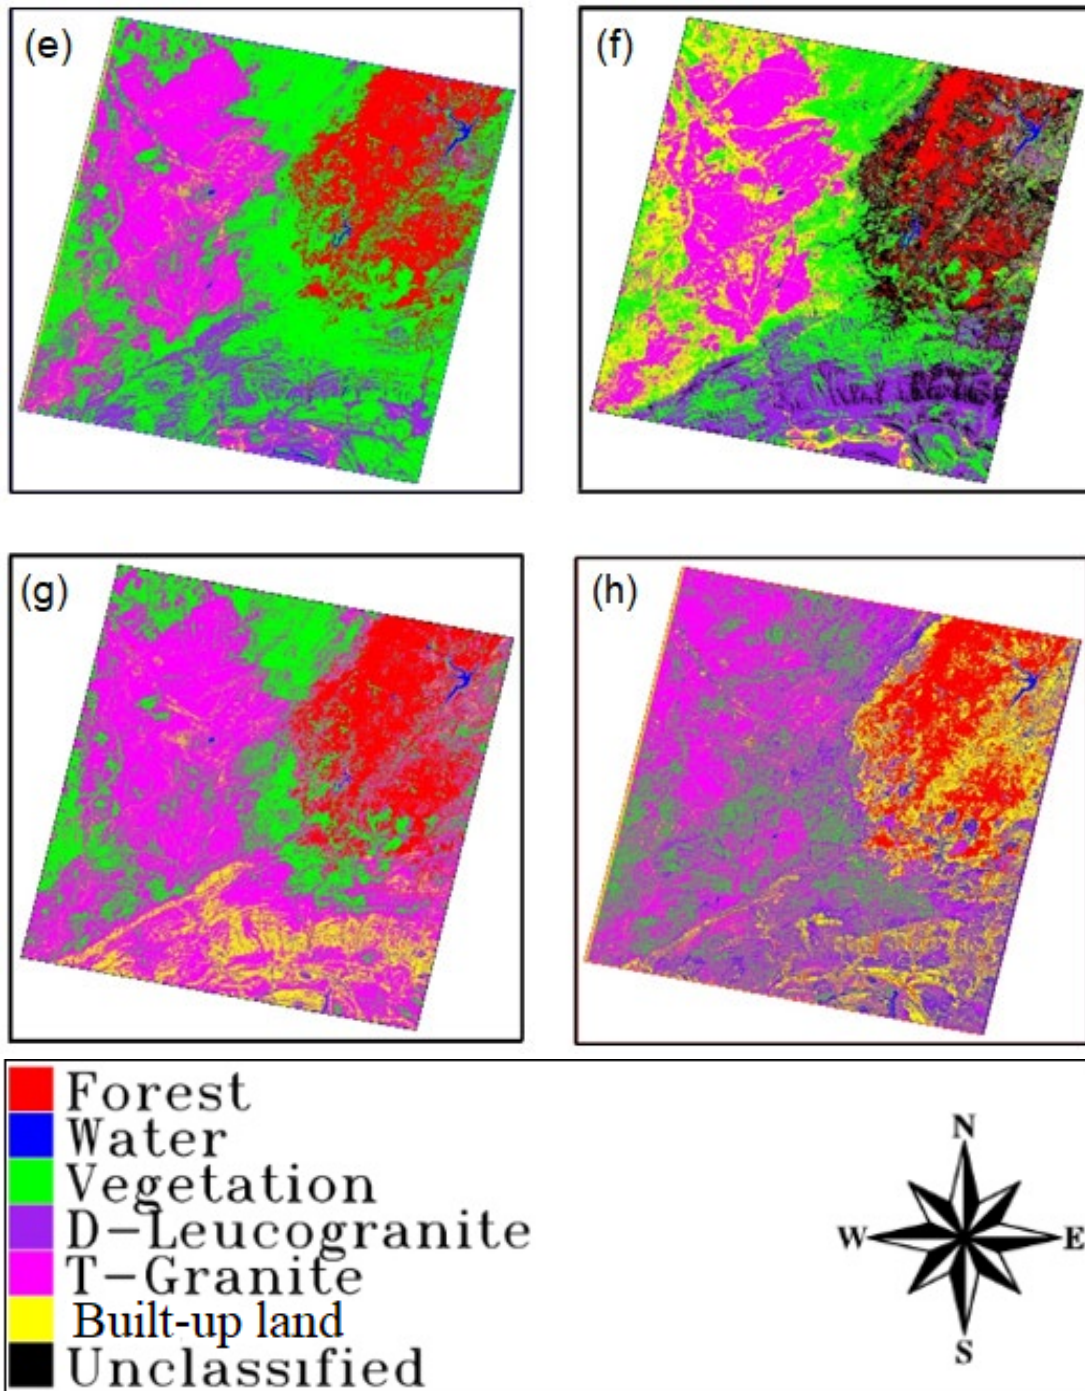 (e)
(f)
(g)
(h)
Forest
Water
Vegetation
D-Leucogranite
T-Granite
Built-up land
Unclassified
N
W
E
S